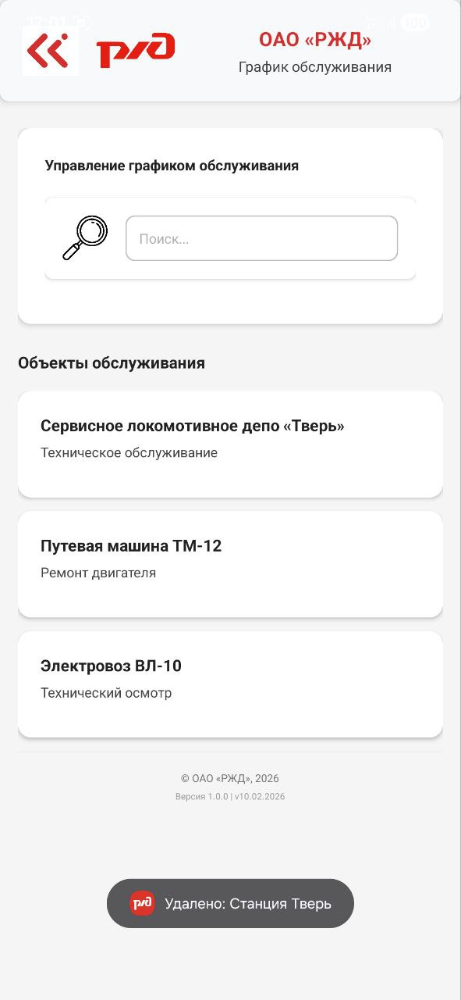 17:01
100
ржд
ОАО «РЖД»
График обслуживания
Управление графиком обслуживания
Поиск...
Объекты обслуживания
Сервисное локомотивное депо «Тверь»
Техническое обслуживание
Путевая машина ТМ-12
Ремонт двигателя
Электровоз ВЛ-10
Технический осмотр
© ОАО «РЖД», 2026
Версия 1.0.0 | v10.02.2026
ржд Удалено: Станция Тверь